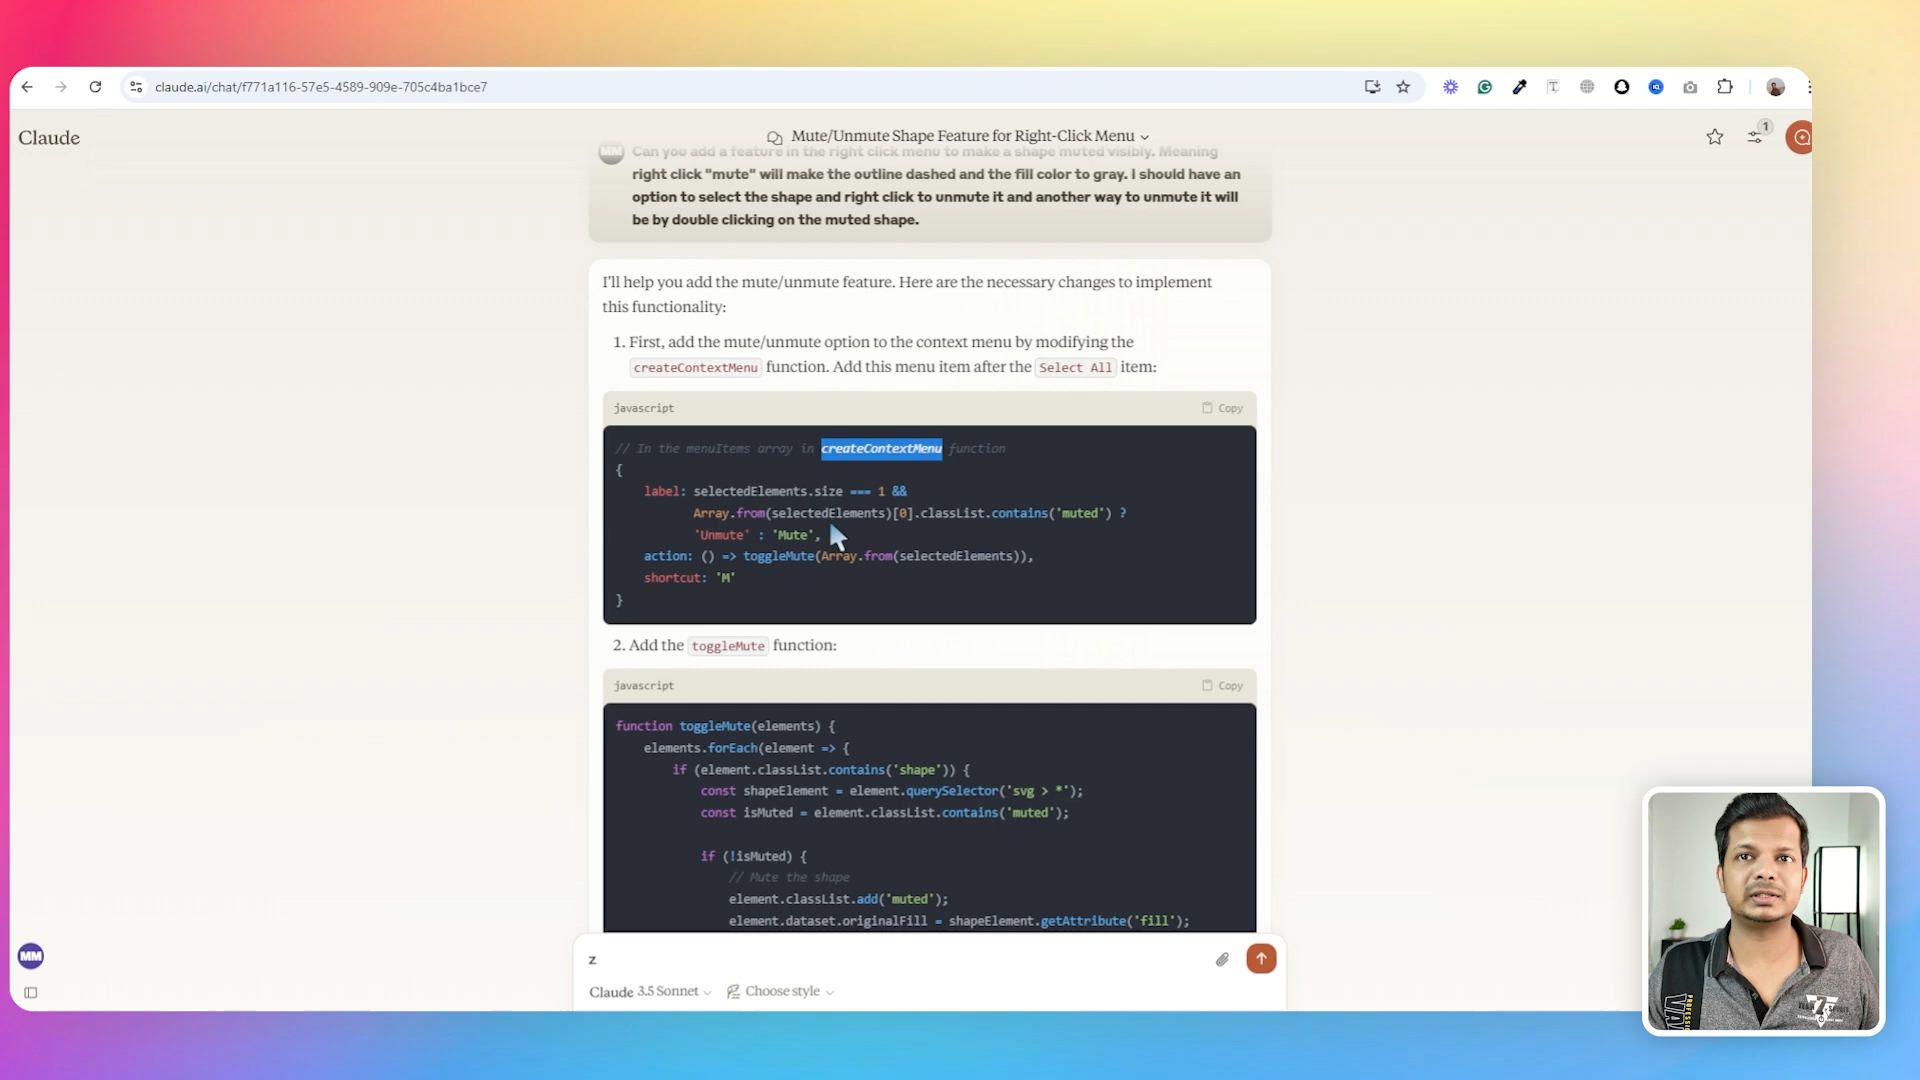 claude.ai/chat/f771a116-57e5-4589-909e-705c4ba1bce7
Claude
Mute/Unmute Shape Feature for Right-Click Menu
1
MM
Can you add a feature in the right click menu to make a shape muted visibly. Meaning
right click "mute" will make the outline dashed and the fill color to gray. I should have an
option to select the shape and right click to unmute it and another way to unmute it will
be by double clicking on the muted shape.
I'll help you add the mute/unmute feature. Here are the necessary changes to implement
this functionality:
1. First, add the mute/unmute option to the context menu by modifying the
createContextMenu function. Add this menu item after the Select All item:
javascript
Copy
// In the menuItems array in createContextMenu function
{
label: selectedElements.size === 1 &&
Array.from(selectedElements)[0].classList.contains('muted') ?
'Unmute' : 'Mute',
action: () => toggleMute(Array.from(selectedElements)),
shortcut: 'M'
}
2. Add the toggleMute function:
javascript
Copy
function toggleMute(elements) {
elements.forEach(element => {
if (element.classList.contains('shape')) {
const shapeElement = element.querySelector('svg > *');
const isMuted = element.classList.contains('muted');
if (!isMuted) {
// Mute the shape
element.classList.add('muted');
element.dataset.originalFill = shapeElement.getAttribute('fill');
z
Claude 3.5 Sonnet
Choose style
MM